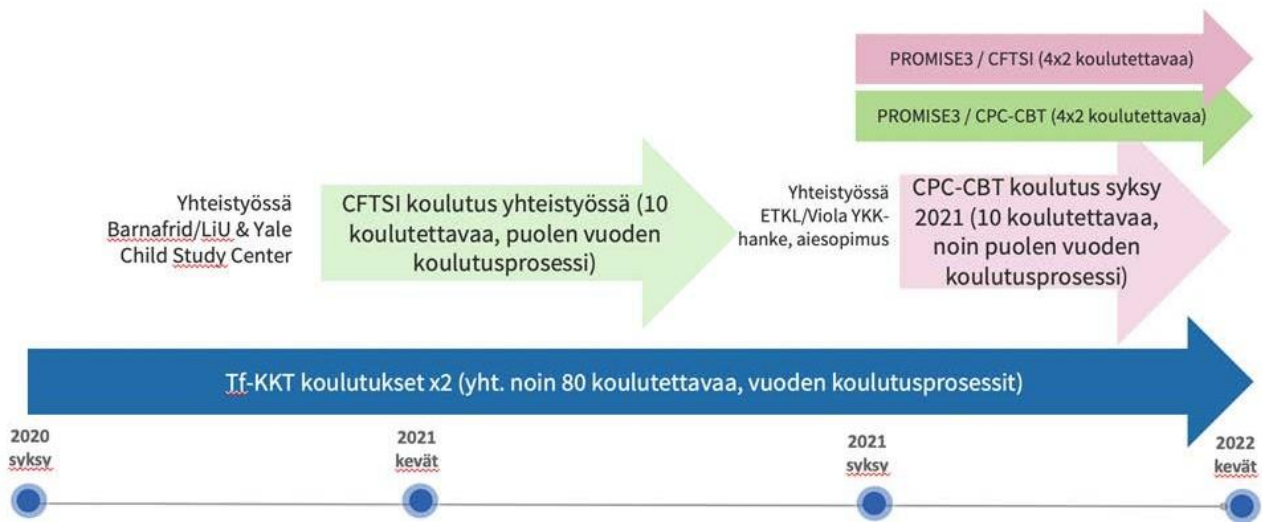 PROMISE3 / CFTSI (4x2 koulutettavaa)
PROMISE3 / CPC-CBT (4x2 koulutettavaa)
Yhteistyössä
Barnafrid/LiU & Yale
Child Study Center
CFTSI koulutus yhteistyössä (10
koulutettavaa, puolen vuoden
koulutusprosessi)
Yhteistyössä
ETKL/Viola YKK-
hanke, aiesopimus
CPC-CBT koulutus syksy
2021 (10 koulutettavaa,
noin puolen vuoden
koulutusprosessi)
Tf-KKT koulutukset x2 (yht. noin 80 koulutettavaa, vuoden koulutusprosessit)
2020
syksy
2021
kevät
2021
syksy
2022
kevät